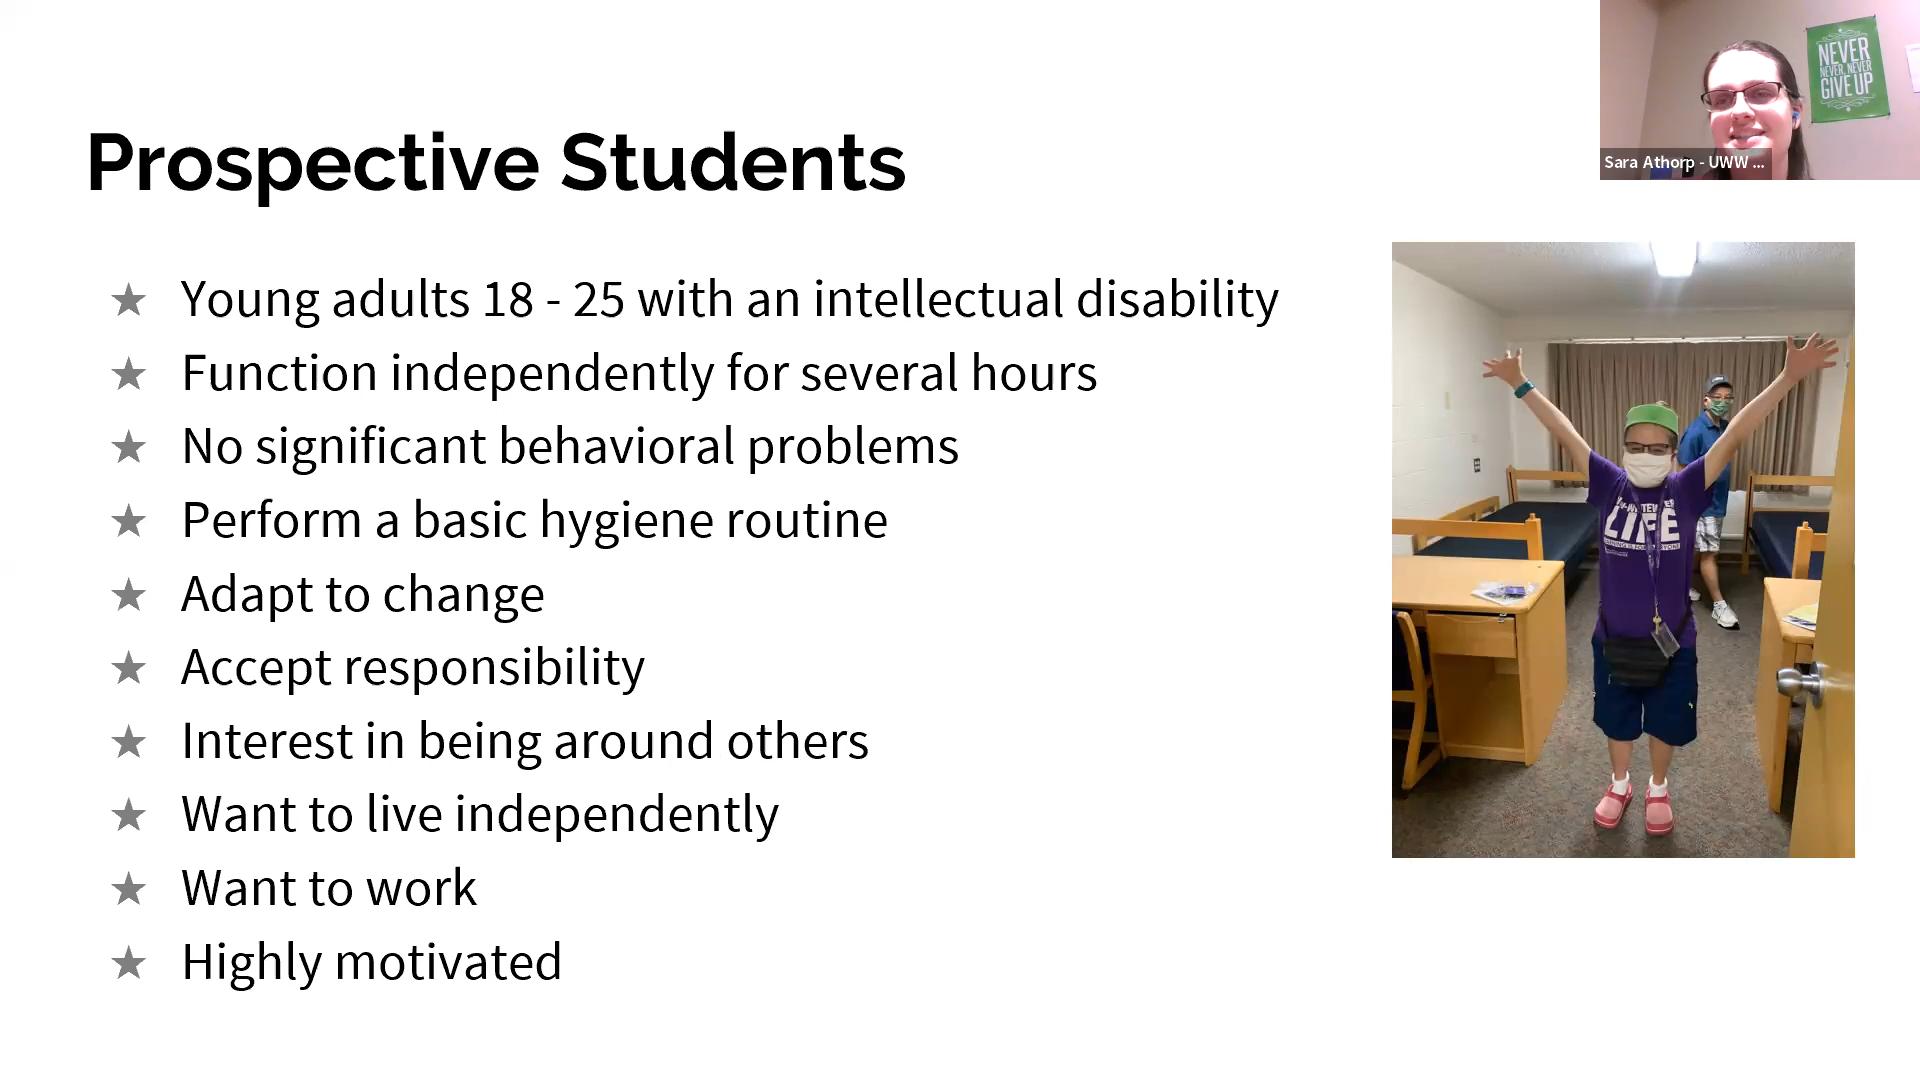 Prospective Students
★ Young adults 18 - 25 with an intellectual disability
★ Function independently for several hours
★ No significant behavioral problems
★ Perform a basic hygiene routine
★ Adapt to change
★ Accept responsibility
★ Interest in being around others
★ Want to live independently
★ Want to work
★ Highly motivated
NEVER
NEVER, NEVER
GIVE UP
Sara Athorp - UWW ...
LIFE